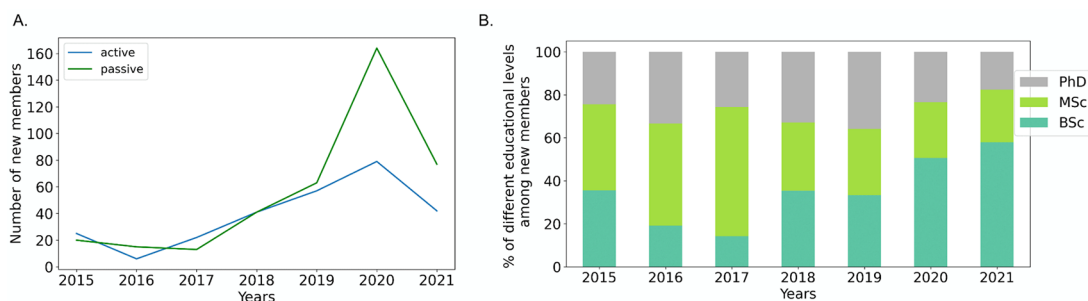 A.
Number of new members
160
140
120
100
80
60
40
20
0
active
passive
2015 2016 2017 2018 2019 2020 2021
Years
B.
% of different educational levels
among new members
100
80
60
40
20
0
PhD
MSc
BSc
2015 2016 2017 2018 2019 2020 2021
Years